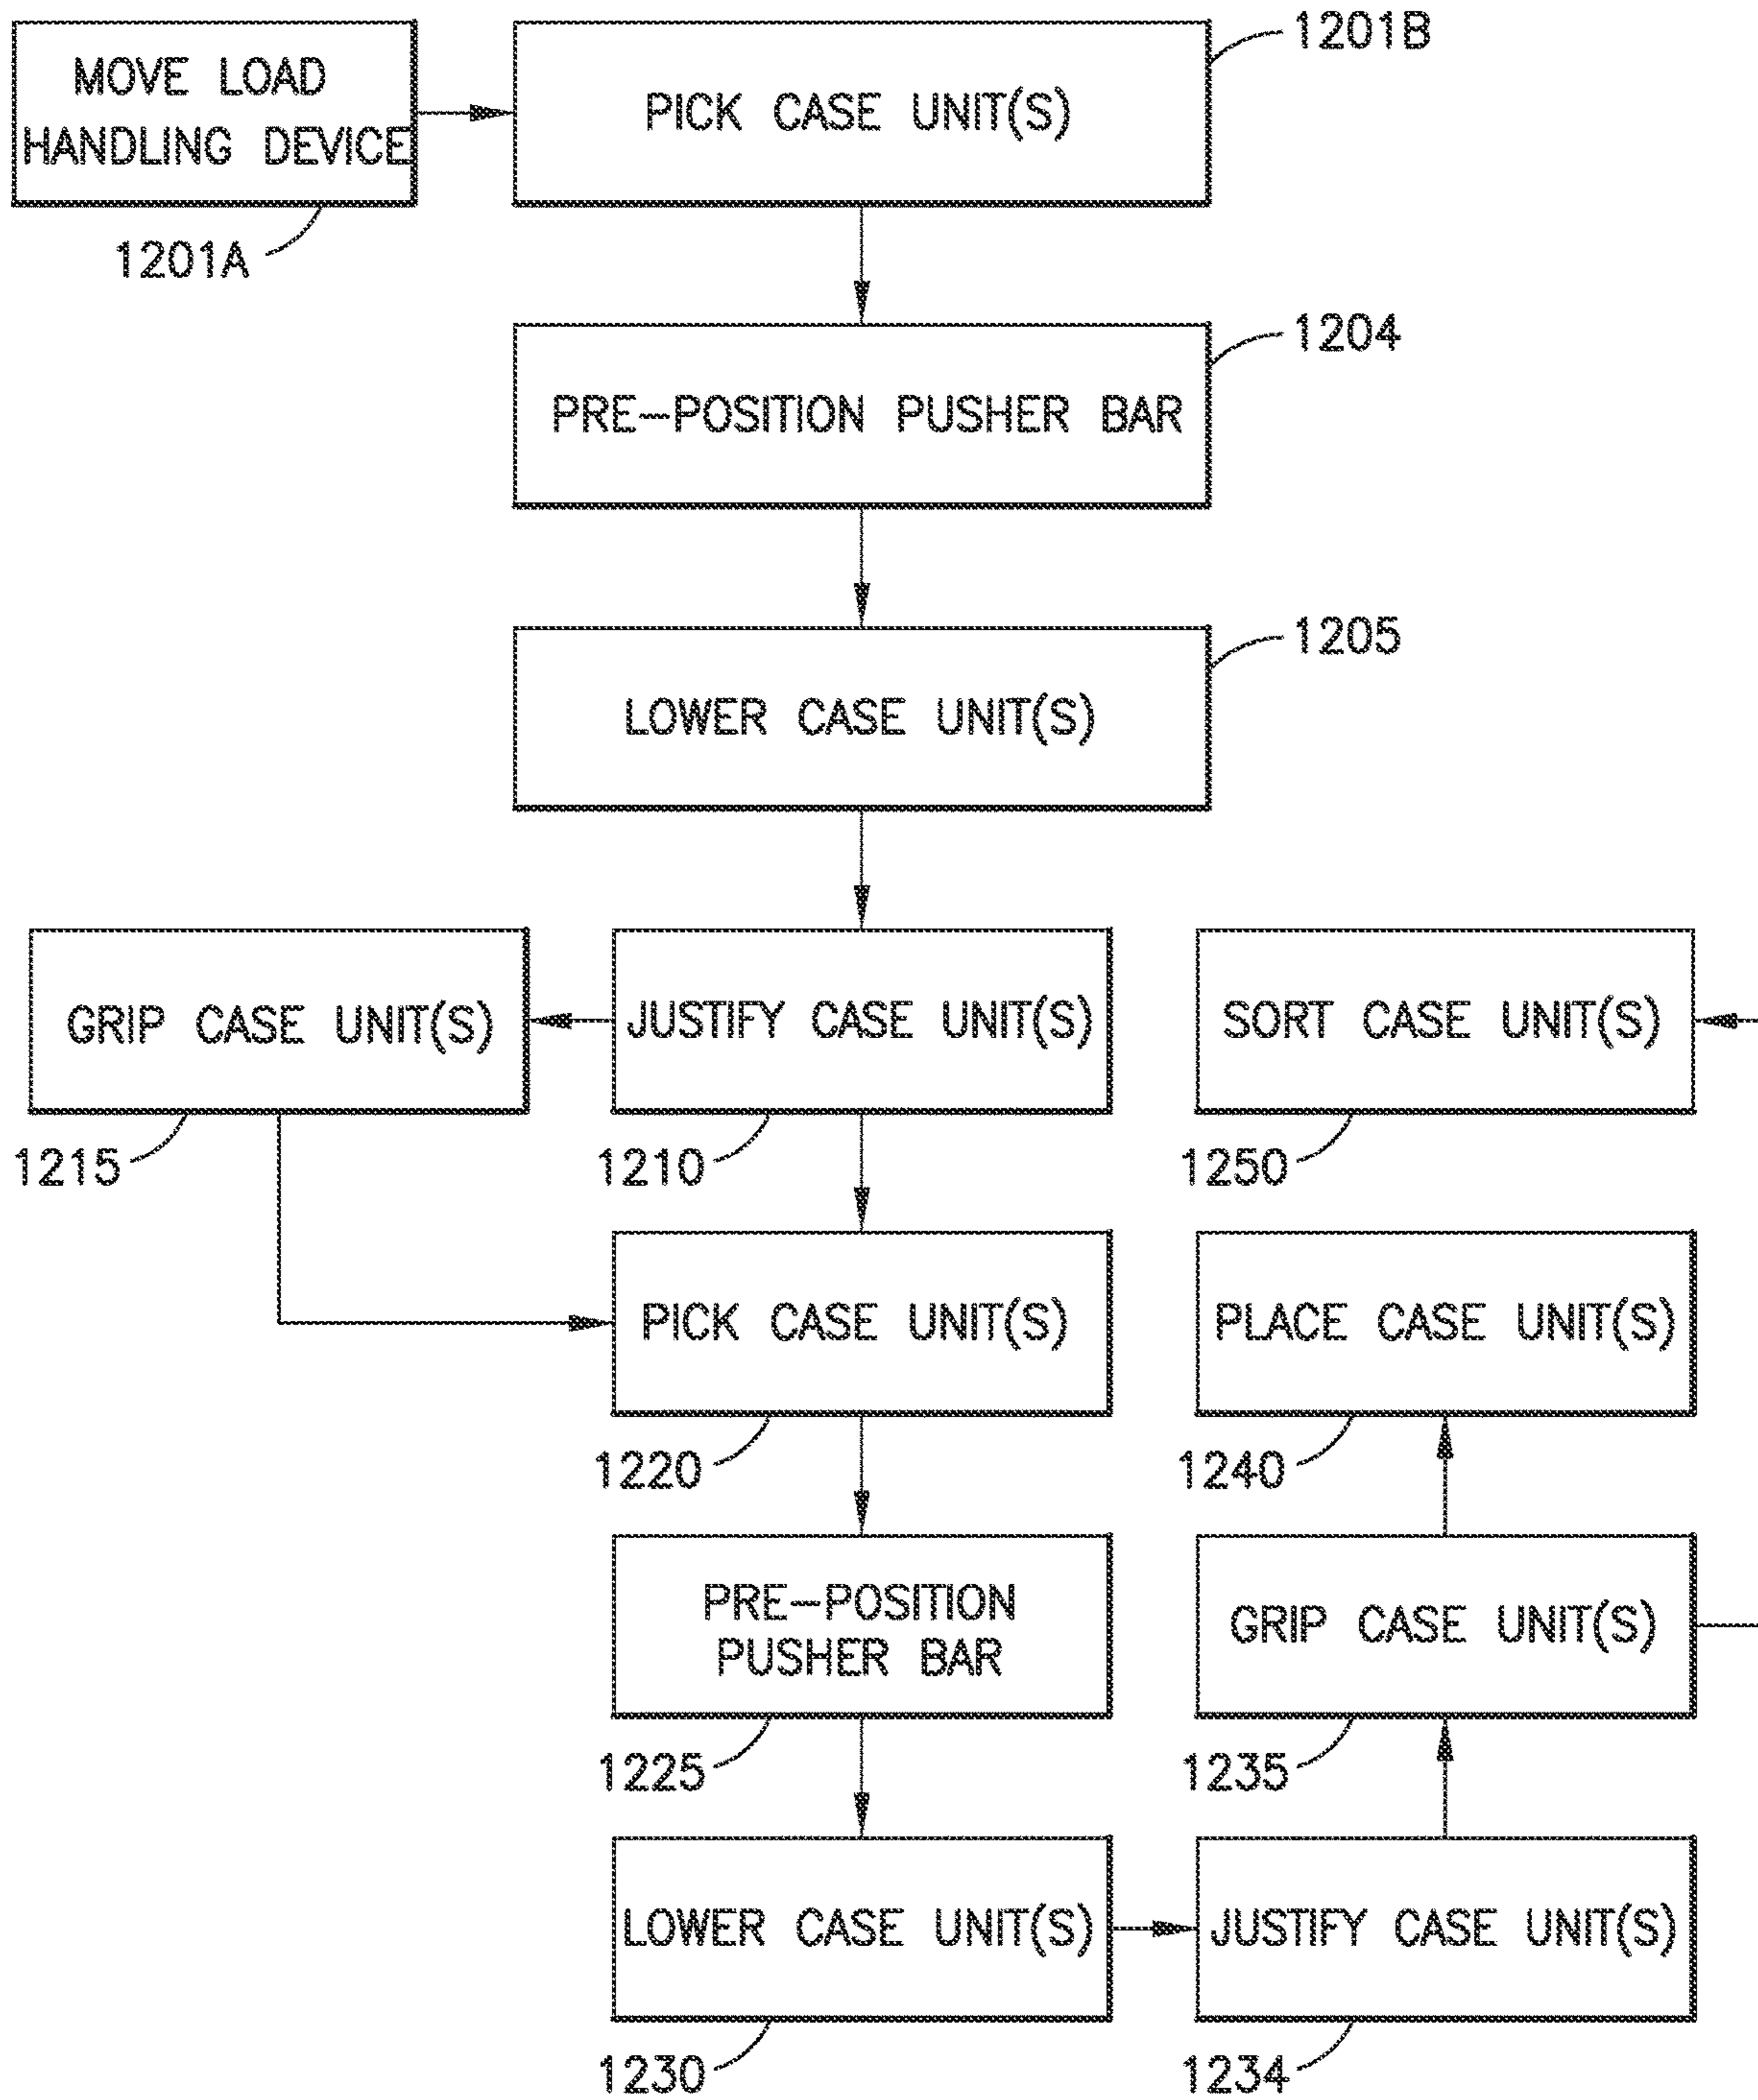 MOVE LOAD
HANDLING DEVICE
1201A
PICK CASE UNIT(S)
1201B
PRE-POSITION PUSHER BAR
1204
LOWER CASE UNIT(S)
1205
GRIP CASE UNIT(S)
1215
JUSTIFY CASE UNIT(S)
1210
SORT CASE UNIT(S)
1250
PICK CASE UNIT(S)
1220
PLACE CASE UNIT(S)
1240
PRE-POSITION
PUSHER BAR
1225
GRIP CASE UNIT(S)
1235
LOWER CASE UNIT(S)
1230
JUSTIFY CASE UNIT(S)
1234